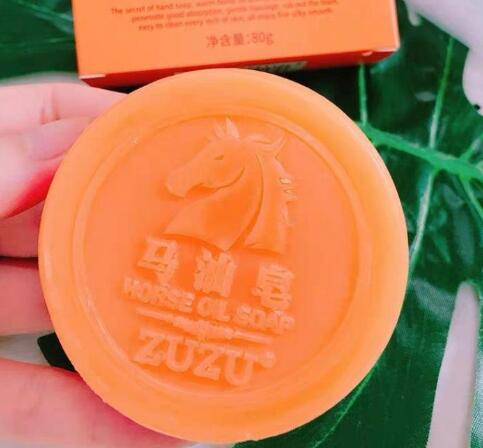 The secret of hand soap, warm
penetrate good absorption, gentle massage, rub out the foam,
easy to clean every inch of skin, all enjoy the silky smooth.
净含量:80g
马油皂
HORSE OIL SOAP
ZUZU®